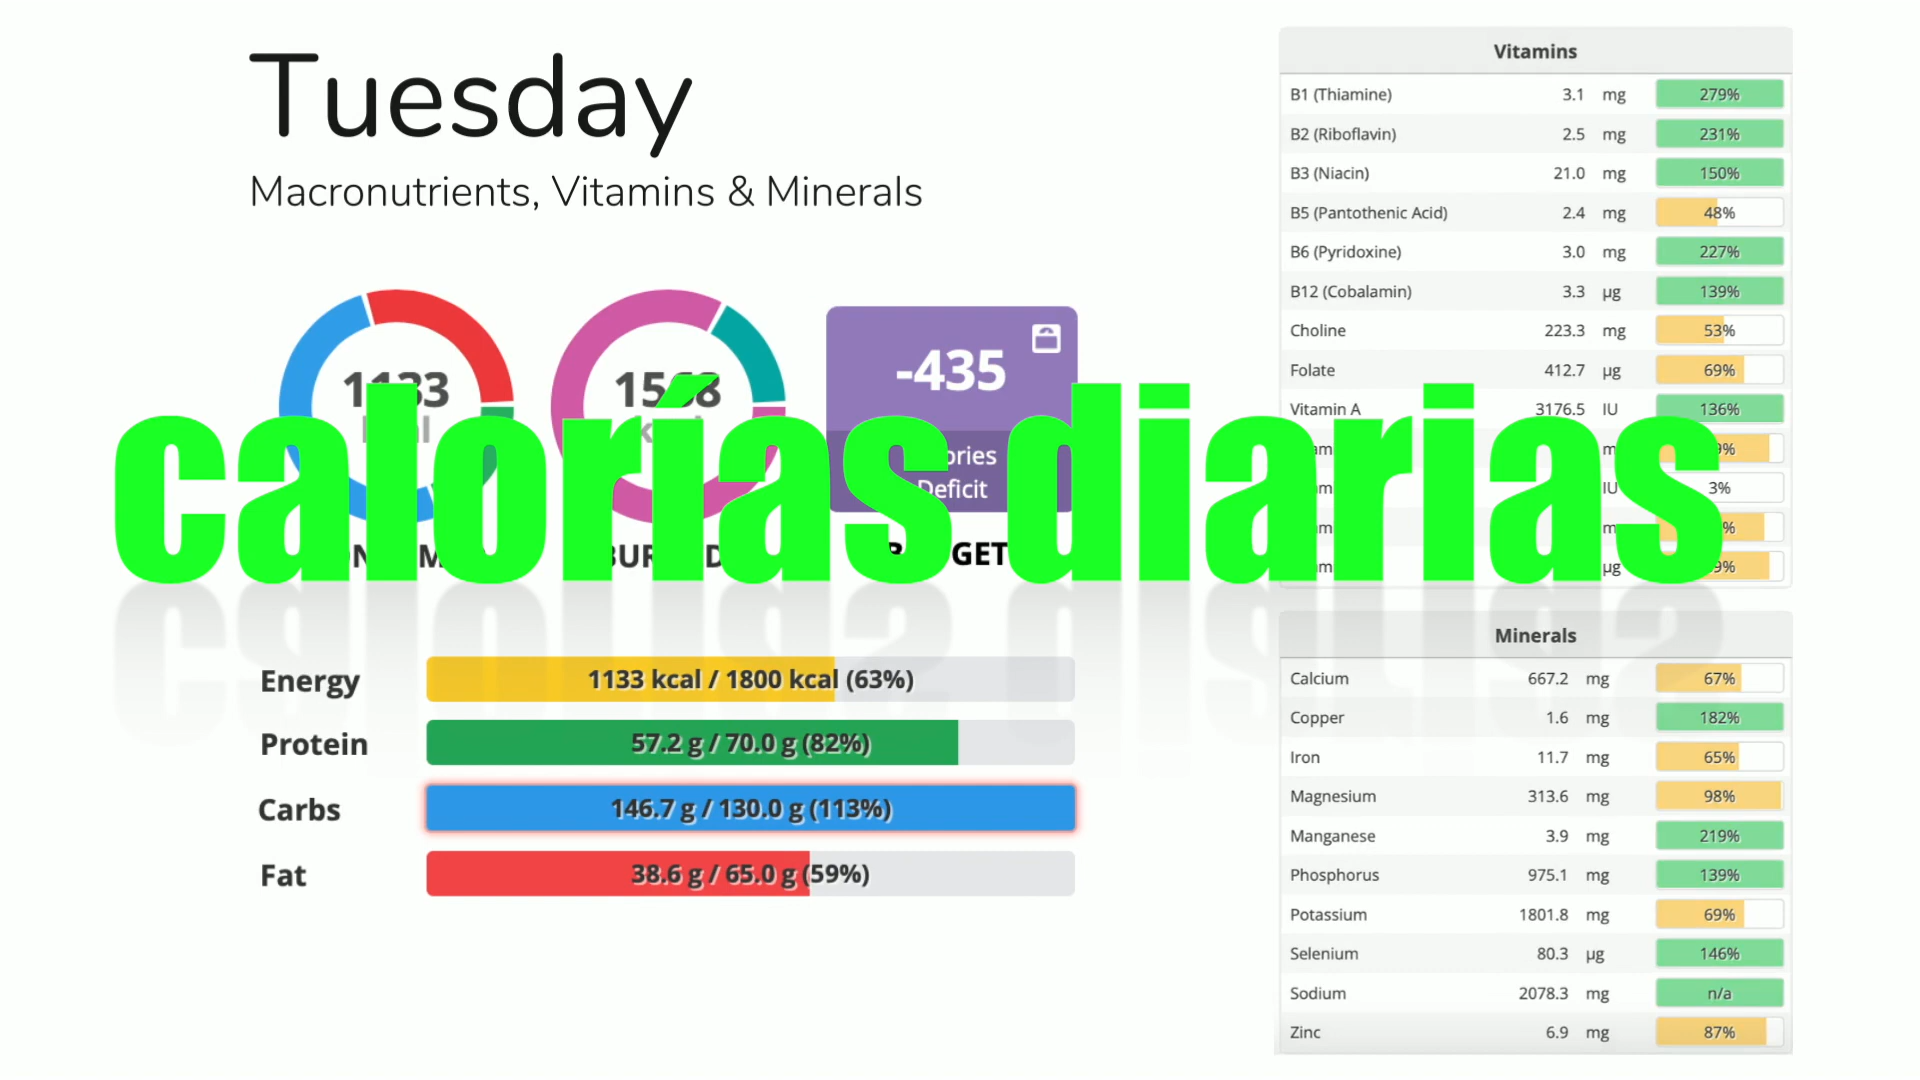 Tuesday
Macronutrients, Vitamins & Minerals
1133
1568
-435
Deficit
calorías diarias
Energy 1133 kcal / 1800 kcal (63%)
Protein 57.2 g / 70.0 g (82%)
Carbs 146.7 g / 130.0 g (113%)
Fat 38.6 g / 65.0 g (59%)
Vitamins
B1 (Thiamine) 3.1 mg 279%
B2 (Riboflavin) 2.5 mg 231%
B3 (Niacin) 21.0 mg 150%
B5 (Pantothenic Acid) 2.4 mg 48%
B6 (Pyridoxine) 3.0 mg 227%
B12 (Cobalamin) 3.3 µg 139%
Choline 223.3 mg 53%
Folate 412.7 µg 69%
Vitamin A 3176.5 IU 136%
IU 3%
µg
Minerals
Calcium 667.2 mg 67%
Copper 1.6 mg 182%
Iron 11.7 mg 65%
Magnesium 313.6 mg 98%
Manganese 3.9 mg 219%
Phosphorus 975.1 mg 139%
Potassium 1801.8 mg 69%
Selenium 80.3 µg 146%
Sodium 2078.3 mg n/a
Zinc 6.9 mg 87%